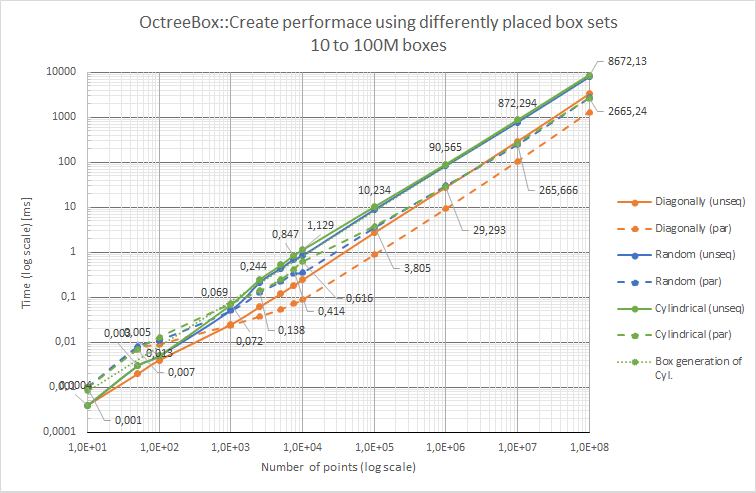 OctreeBox::Create performace using differently placed box sets
10 to 100M boxes
Time (log scale) [ms]
10000
1000
100
10
1
0,1
0,01
0,001
0,0001
8672,13
872,294
2665,24
90,565
265,666
10,234
29,293
1,129
0,847
3,805
0,244
0,616
0,414
0,069
0,138
0,072
0,003
0,005
0,013
0,007
0,001
1,0E+01
1,0E+02
1,0E+03
1,0E+04
1,0E+05
1,0E+06
1,0E+07
1,0E+08
Number of points (log scale)
Diagonally (unseq)
Diagonally (par)
Random (unseq)
Random (par)
Cylindrical (unseq)
Cylindrical (par)
Box generation of
Cyl.